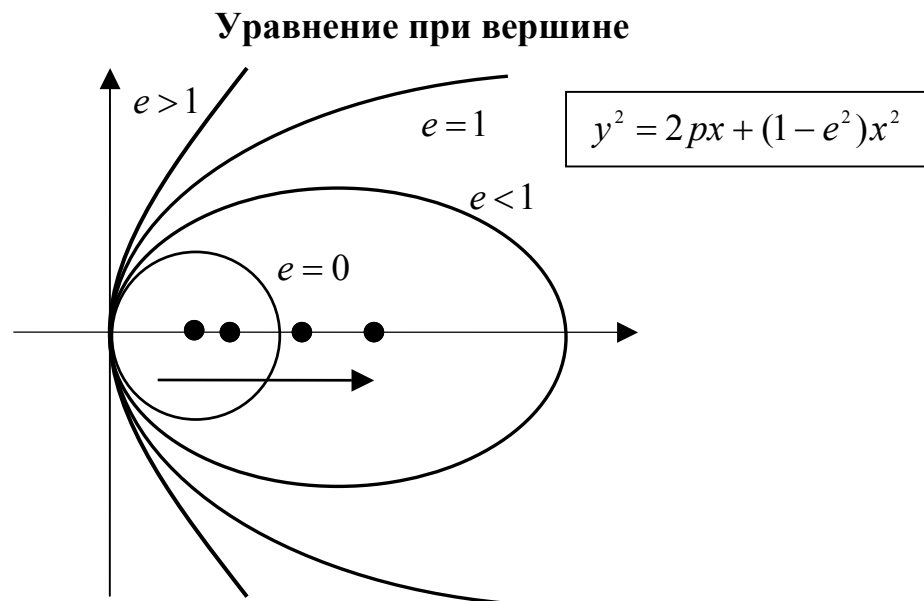 Уравнение при вершине
e > 1
e = 1
y² = 2px + (1 − e²)x²
e < 1
e = 0